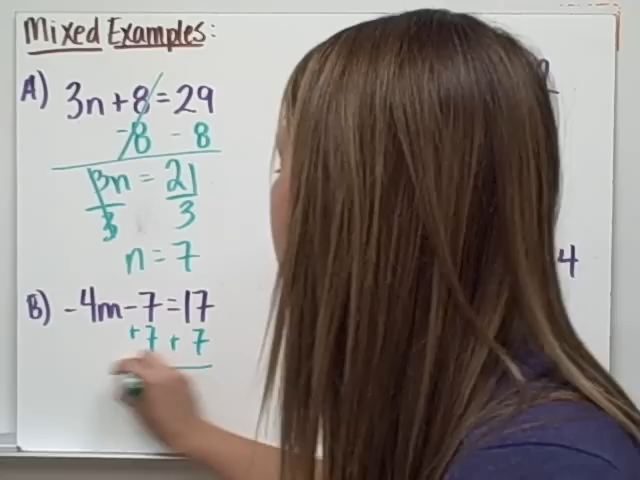 Mixed Examples:
A) 3n + 8 = 29
-8 - 8
3n = 21
3 3
n = 7
B) -4m - 7 = 17
+7 + 7
4